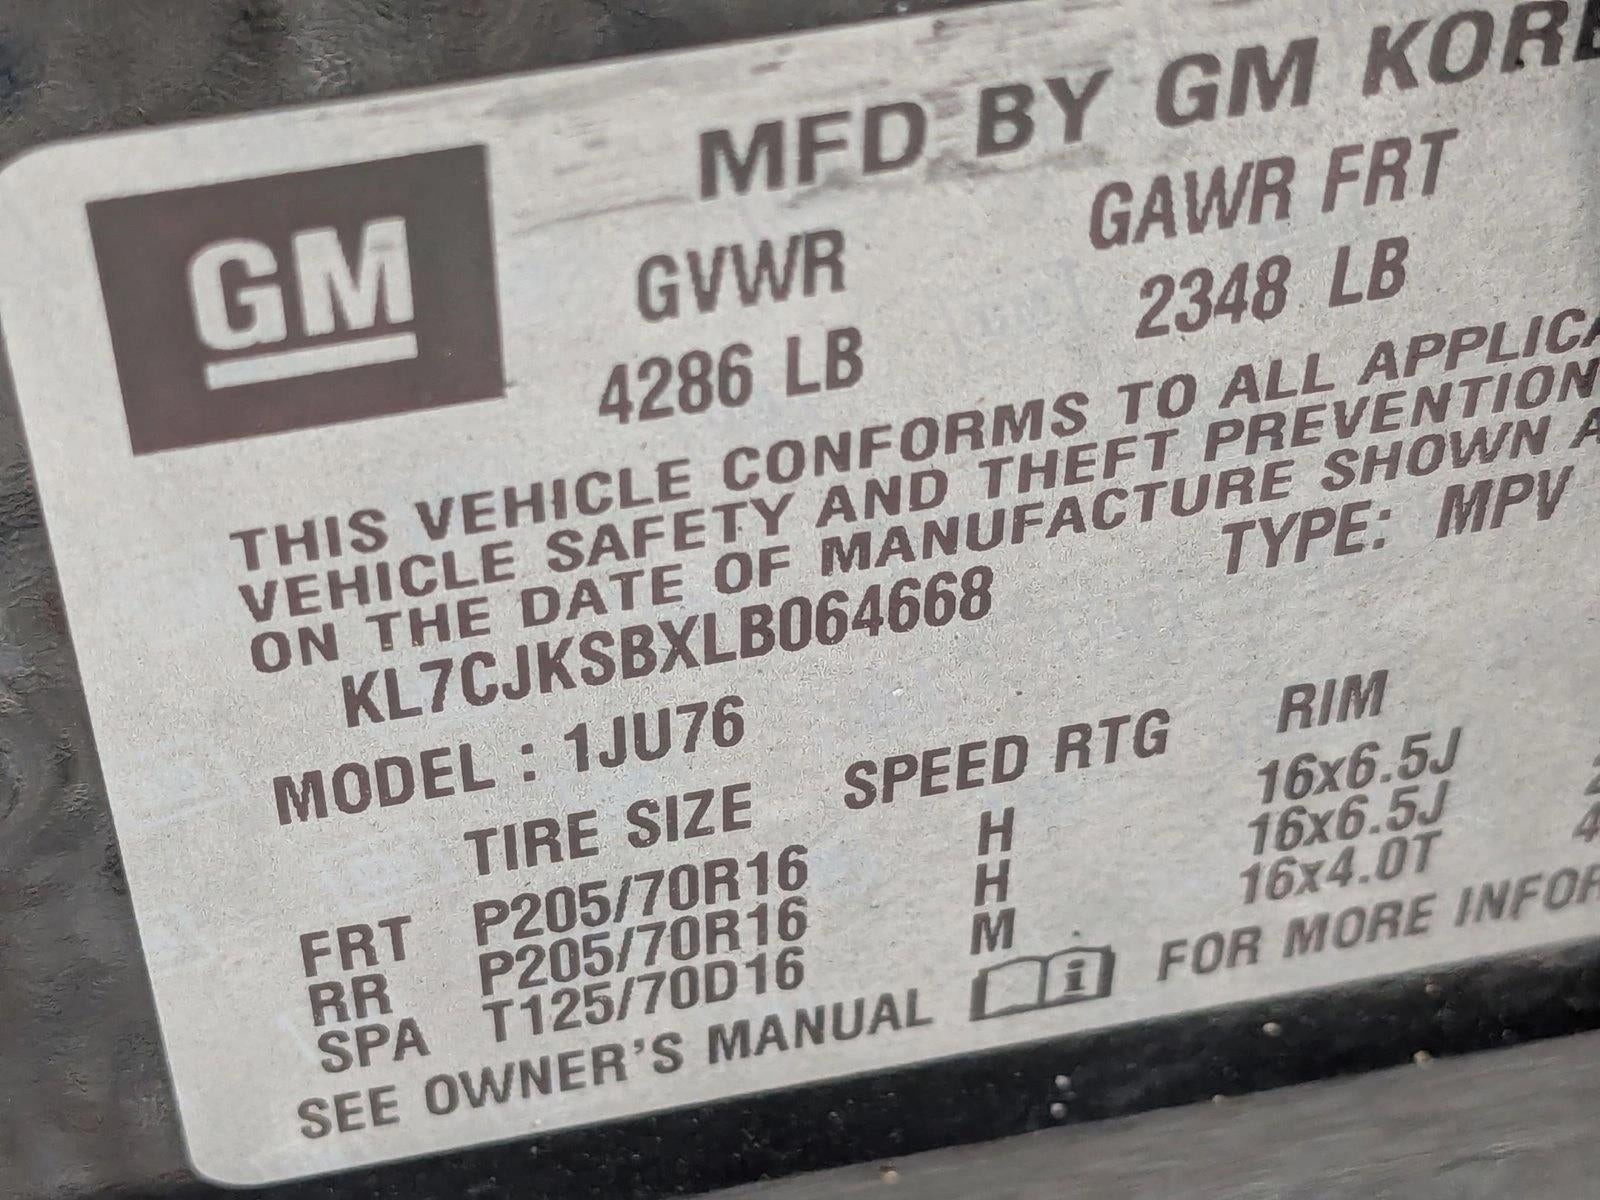 MFD BY GM KORE
GM
GVWR GAWR FRT
4286 LB 2348 LB
THIS VEHICLE CONFORMS TO ALL APPLICA
VEHICLE SAFETY AND THEFT PREVENTION
ON THE DATE OF MANUFACTURE SHOWN A
KL7CJKSBXLB064668 TYPE: MPV
MODEL : 1JU76
TIRE SIZE SPEED RTG RIM
FRT P205/70R16 H 16x6.5J
RR P205/70R16 H 16x6.5J
SPA T125/70D16 M 16x4.0T 4
SEE OWNER'S MANUAL i FOR MORE INFOR